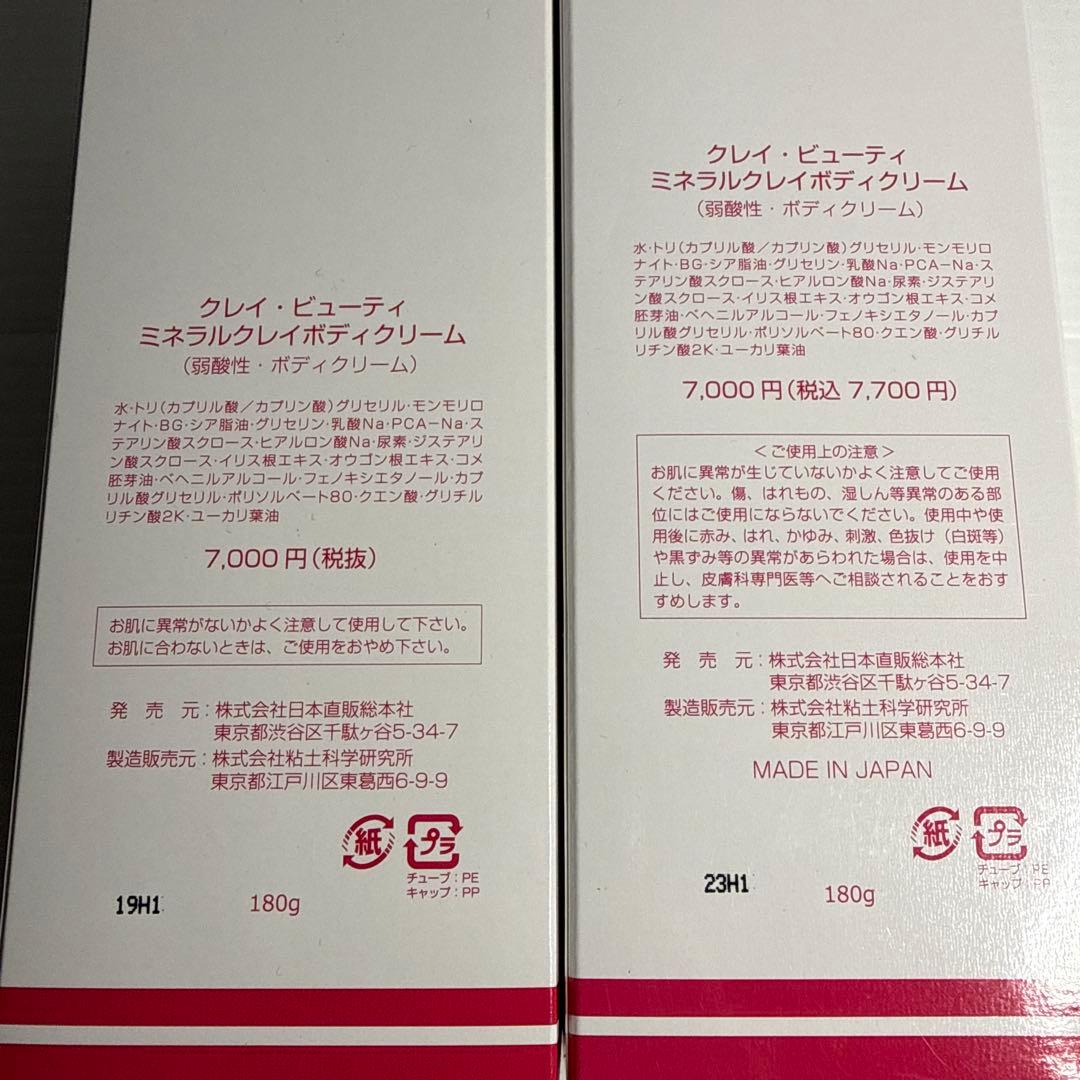 クレイ・ビューティ
ミネラルクレイボディクリーム
(弱酸性・ボディクリーム)
水・トリ(カプリル酸/カプリン酸)グリセリル・モンモリロ
ナイト・BG・シア脂油・グリセリン・乳酸Na・PCA-Na・ス
テアリン酸スクロース・ヒアルロン酸Na・尿素・ジステアリ
ン酸スクロース・イリス根エキス・オウゴン根エキス・コメ
胚芽油・ベヘニルアルコール・フェノキシエタノール・カプ
リル酸グリセリル・ポリソルベート80・クエン酸・グリチル
リチン酸2K・ユーカリ葉油
7,000円(税抜)
お肌に異常がないかよく注意して使用して下さい。
お肌に合わないときは、ご使用をおやめ下さい。
発売元:株式会社日本直販総本社
東京都渋谷区千駄ヶ谷5-34-7
製造販売元:株式会社粘土科学研究所
東京都江戸川区東葛西6-9-9
紙 プラ
チューブ:PE
キャップ:PP
19H1 180g
クレイ・ビューティ
ミネラルクレイボディクリーム
(弱酸性・ボディクリーム)
水・トリ(カプリル酸/カプリン酸)グリセリル・モンモリロ
ナイト・BG・シア脂油・グリセリン・乳酸Na・PCA-Na・ス
テアリン酸スクロース・ヒアルロン酸Na・尿素・ジステアリ
ン酸スクロース・イリス根エキス・オウゴン根エキス・コメ
胚芽油・ベヘニルアルコール・フェノキシエタノール・カプ
リル酸グリセリル・ポリソルベート80・クエン酸・グリチル
リチン酸2K・ユーカリ葉油
7,000円(税込 7,700円)
<ご使用上の注意>
お肌に異常が生じていないかよく注意してご使用
ください。傷、はれもの、湿しん等異常のある部
位にはご使用にならないでください。使用中や使
用後に赤み、はれ、かゆみ、刺激、色抜け(白斑等)
や黒ずみ等の異常があらわれた場合は、使用を中
止し、皮膚科専門医等へご相談されることをおす
すめします。
発売元:株式会社日本直販総本社
東京都渋谷区千駄ヶ谷5-34-7
製造販売元:株式会社粘土科学研究所
東京都江戸川区東葛西6-9-9
MADE IN JAPAN
紙 プラ
チューブ:PE
キャップ:PP
23H1 180g